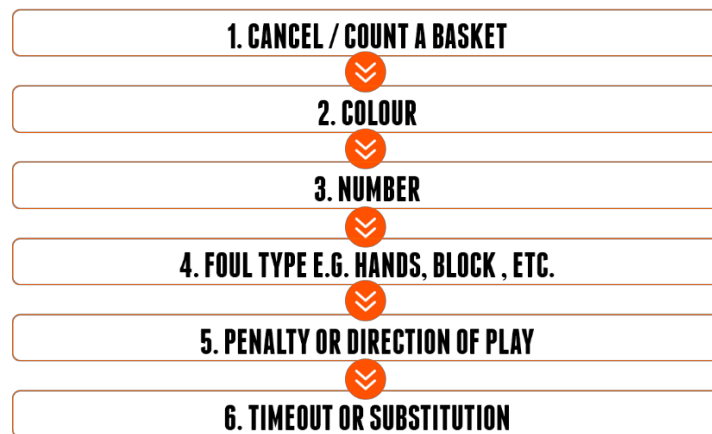 1. CANCEL / COUNT A BASKET
2. COLOUR
3. NUMBER
4. FOUL TYPE E.G. HANDS, BLOCK , ETC.
5. PENALTY OR DIRECTION OF PLAY
6. TIMEOUT OR SUBSTITUTION